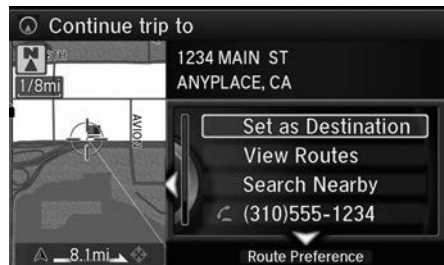 Continue trip to
N
1/8mi
AVION
8.1mi
1234 MAIN ST
ANYPLACE, CA
Set as Destination
View Routes
Search Nearby
(310)555-1234
Route Preference